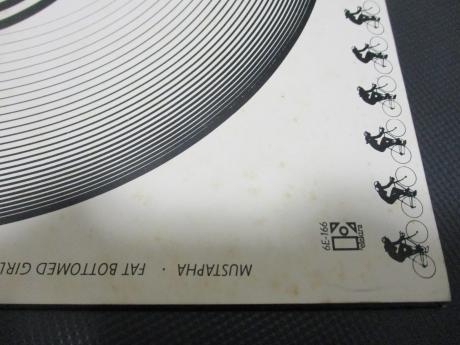 MUSTAPHA · FAT BOTTOMED GIRL
6E-166